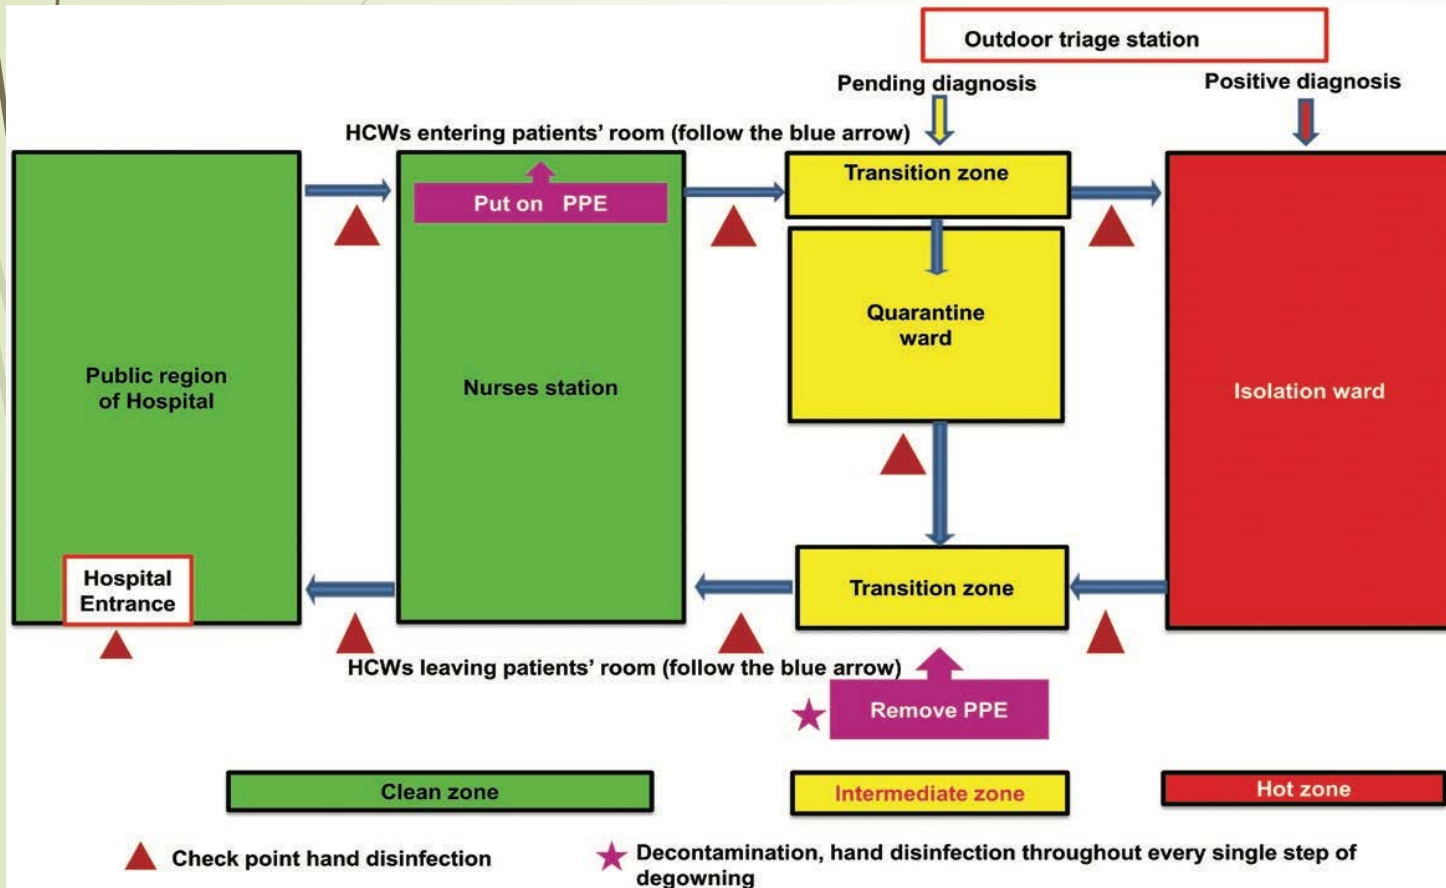 Outdoor triage station
Pending diagnosis
Positive diagnosis
HCWs entering patients’ room (follow the blue arrow)
Put on PPE
Transition zone
Public region
of Hospital
Nurses station
Quarantine
ward
Isolation ward
Hospital
Entrance
Transition zone
HCWs leaving patients’ room (follow the blue arrow)
Remove PPE
Clean zone
Intermediate zone
Hot zone
Check point hand disinfection
Decontamination, hand disinfection throughout every single step of
degowning